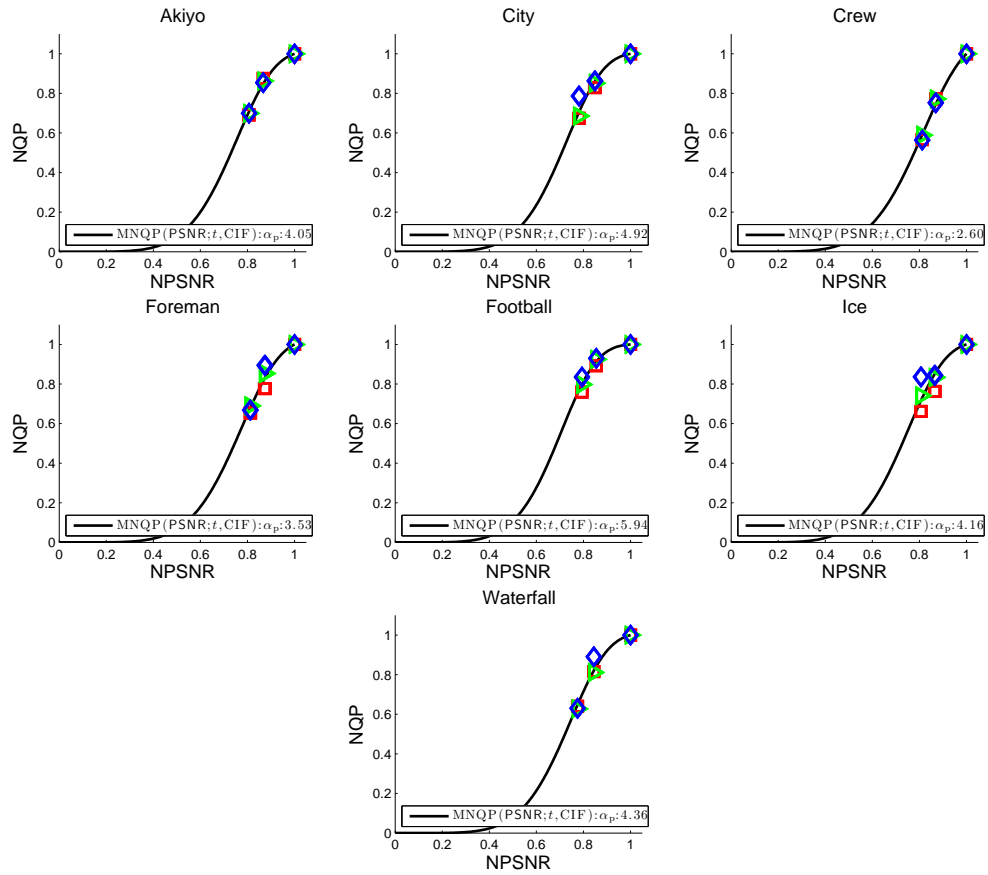 Akiyo
NQP
1
0.8
0.6
0.4
0.2
0
MNQP(PSNR;t,CIF):αp:4.05
0 0.2 0.4 0.6 0.8 1
NPSNR
City
NQP
1
0.8
0.6
0.4
0.2
0
MNQP(PSNR;t,CIF):αp:4.92
0 0.2 0.4 0.6 0.8 1
NPSNR
Crew
NQP
1
0.8
0.6
0.4
0.2
0
MNQP(PSNR;t,CIF):αp:2.60
0 0.2 0.4 0.6 0.8 1
NPSNR
Foreman
NQP
1
0.8
0.6
0.4
0.2
0
MNQP(PSNR;t,CIF):αp:3.53
0 0.2 0.4 0.6 0.8 1
NPSNR
Football
NQP
1
0.8
0.6
0.4
0.2
0
MNQP(PSNR;t,CIF):αp:5.94
0 0.2 0.4 0.6 0.8 1
NPSNR
Ice
NQP
1
0.8
0.6
0.4
0.2
0
MNQP(PSNR;t,CIF):αp:4.16
0 0.2 0.4 0.6 0.8 1
NPSNR
Waterfall
NQP
1
0.8
0.6
0.4
0.2
0
MNQP(PSNR;t,CIF):αp:4.36
0 0.2 0.4 0.6 0.8 1
NPSNR